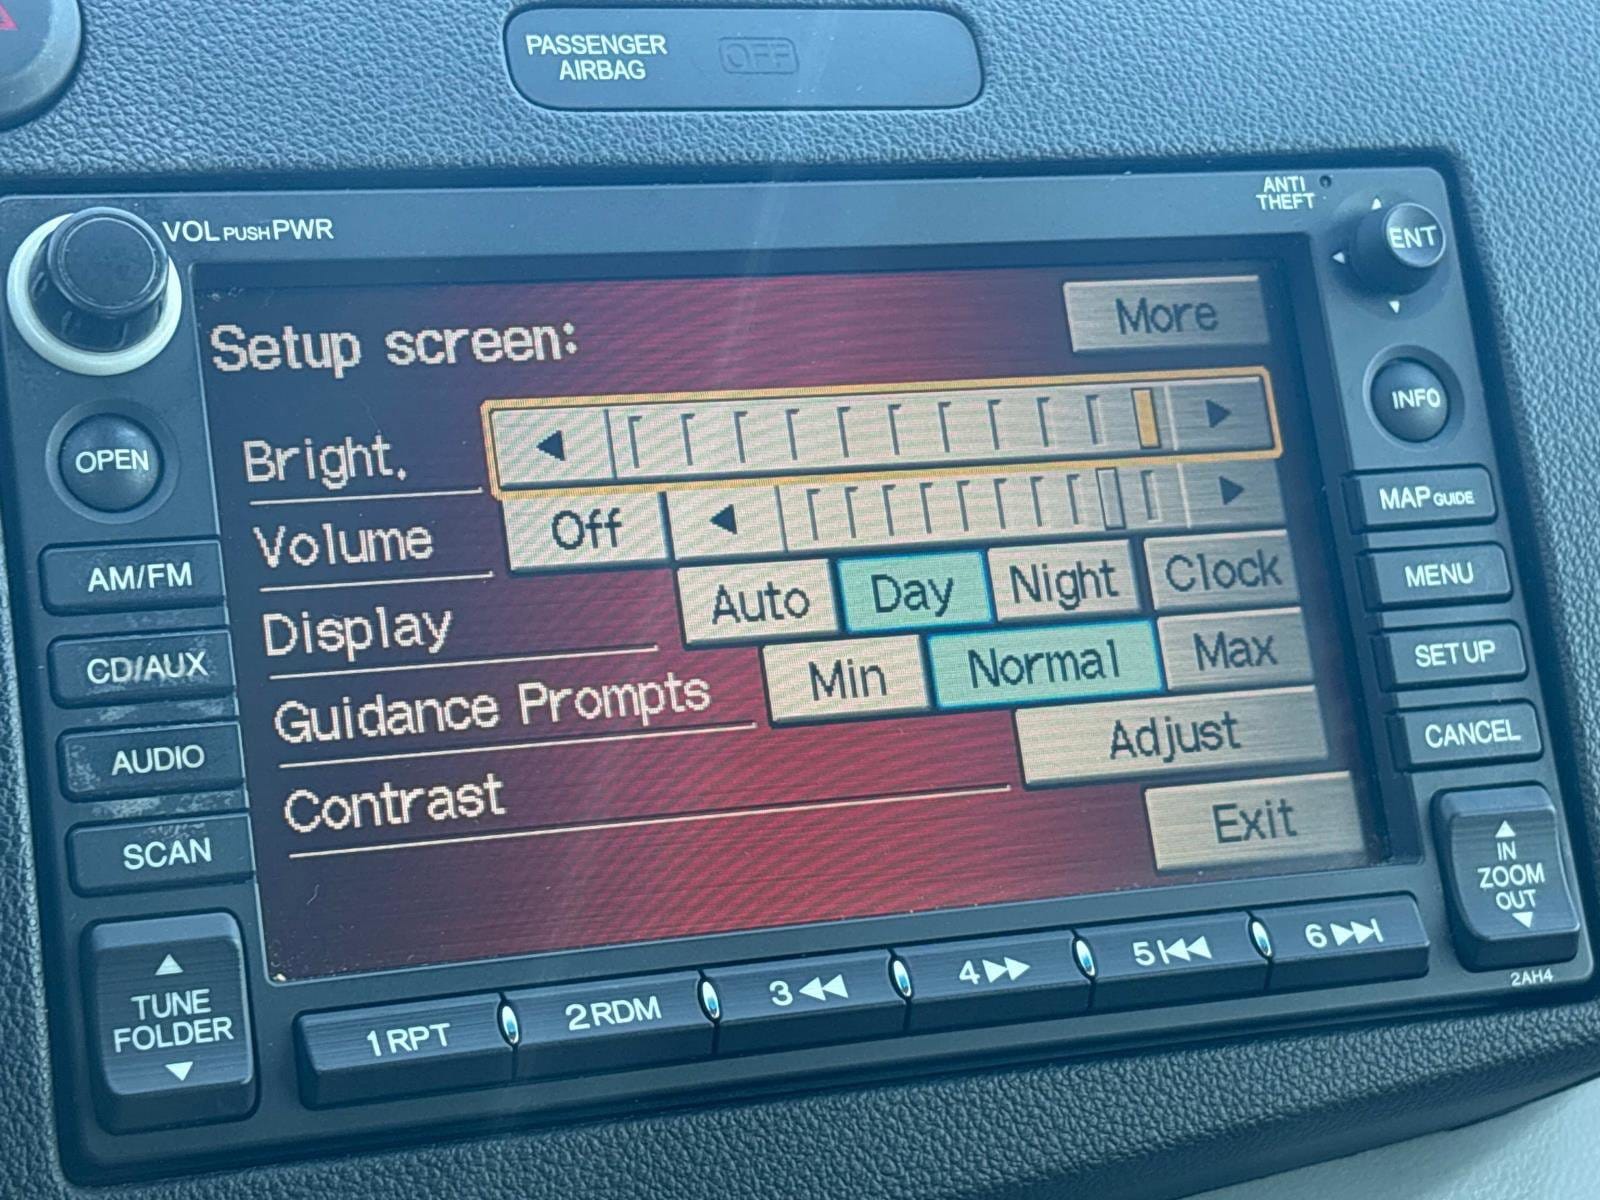 PASSENGER
AIRBAG
OFF
ANTI
THEFT
VOL PUSH PWR
ENT
Setup screen:
More
INFO
OPEN
Bright.
MAP GUIDE
Volume
Off
AM/FM
MENU
Display
Auto
Day
Night
Clock
CD/AUX
SETUP
Guidance Prompts
Min
Normal
Max
AUDIO
CANCEL
Contrast
Adjust
SCAN
Exit
IN
ZOOM
OUT
TUNE
FOLDER
1 RPT
2 RDM
3
4
5
6
2AH4